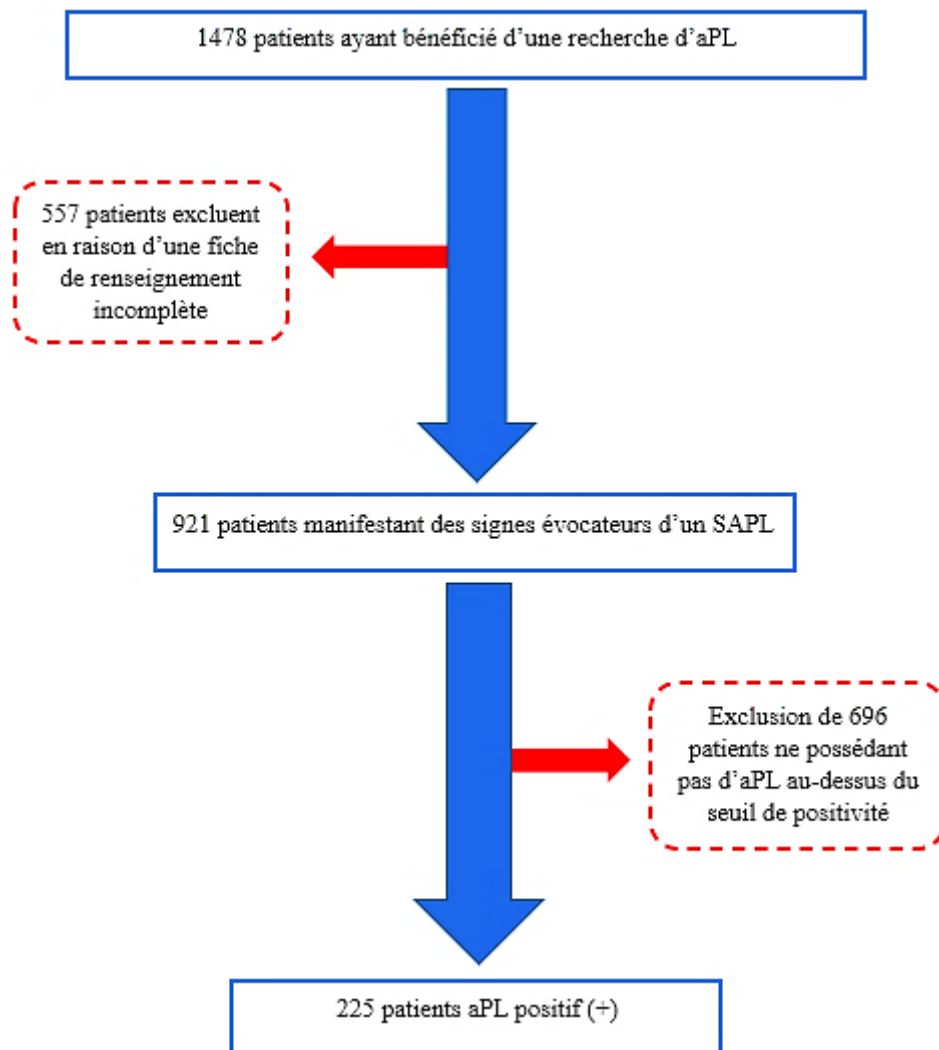 1478 patients ayant bénéficié d’une recherche d’aPL
557 patients excluent
en raison d’une fiche
de renseignement
incomplète
921 patients manifestant des signes évocateurs d’un SAPL
Exclusion de 696
patients ne possédant
pas d’aPL au-dessus du
seuil de positivité
225 patients aPL positif (+)